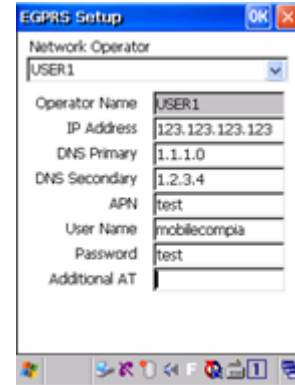 EGPRS Setup OK
Network Operator
USER1
Operator Name USER1
IP Address 123.123.123.123
DNS Primary 1.1.1.0
DNS Secondary 1.2.3.4
APN test
User Name mobilecompia
Password test
Additional AT
F 1